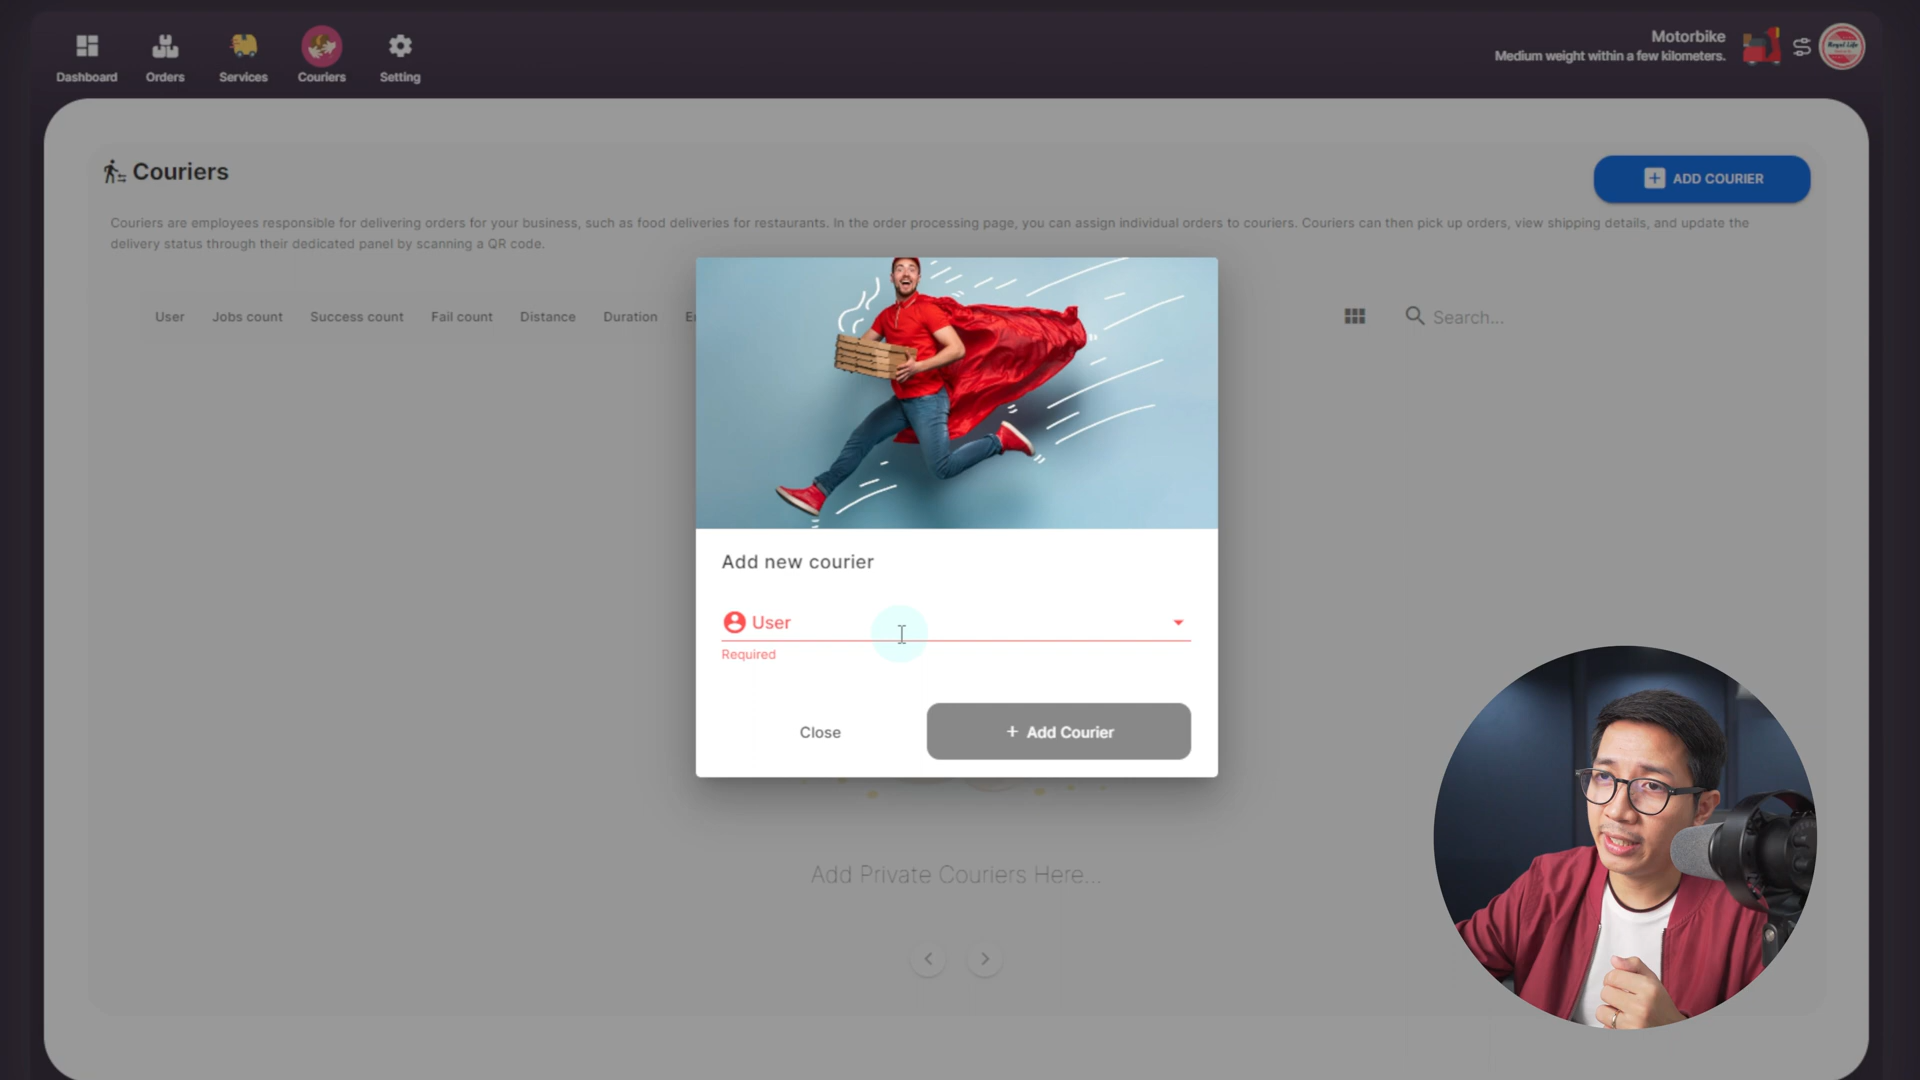 Dashboard
Orders
Services
Couriers
Setting
Motorbike
Medium weight within a few kilometers.
Royal Life
Couriers
ADD COURIER
Couriers are employees responsible for delivering orders for your business, such as food deliveries for restaurants. In the order processing page, you can assign individual orders to couriers. Couriers can then pick up orders, view shipping details, and update the
delivery status through their dedicated panel by scanning a QR code.
User
Jobs count
Success count
Fail count
Distance
Duration
Search...
Add new courier
User
Required
Close
+ Add Courier
Add Private Couriers Here...